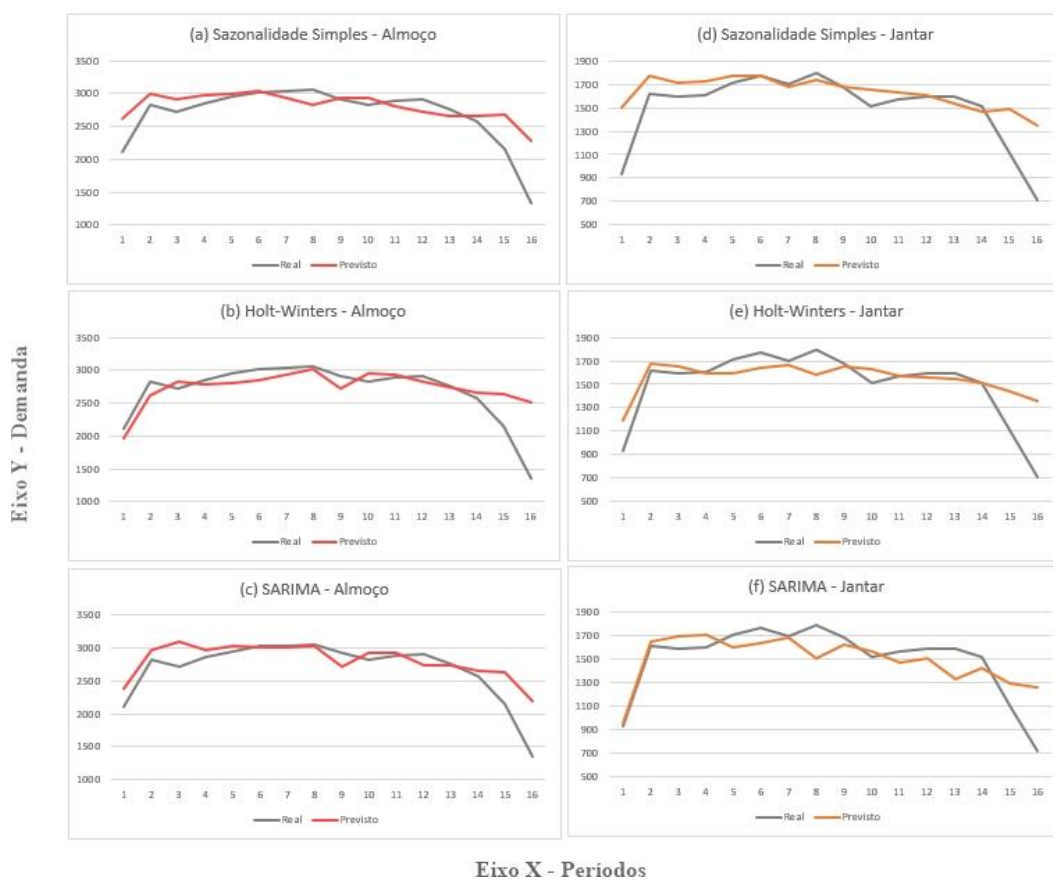 Eixo Y - Demanda
(a) Sazonalidade Simples - Almoço
3500
3000
2500
2000
1500
1000
1 2 3 4 5 6 7 8 9 10 11 12 13 14 15 16
Real Previsto
(d) Sazonalidade Simples - Jantar
1900
1700
1500
1300
1100
900
700
500
1 2 3 4 5 6 7 8 9 10 11 12 13 14 15 16
Real Previsto
(b) Holt-Winters - Almoço
3500
3000
2500
2000
1500
1000
1 2 3 4 5 6 7 8 9 10 11 12 13 14 15 16
Real Previsto
(e) Holt-Winters - Jantar
1900
1700
1500
1300
1100
900
700
500
1 2 3 4 5 6 7 8 9 10 11 12 13 14 15 16
Real Previsto
(c) SARIMA - Almoço
3500
3000
2500
2000
1500
1000
1 2 3 4 5 6 7 8 9 10 11 12 13 14 15 16
Real Previsto
(f) SARIMA - Jantar
1900
1700
1500
1300
1100
900
700
500
1 2 3 4 5 6 7 8 9 10 11 12 13 14 15 16
Real Previsto
Eixo X - Períodos